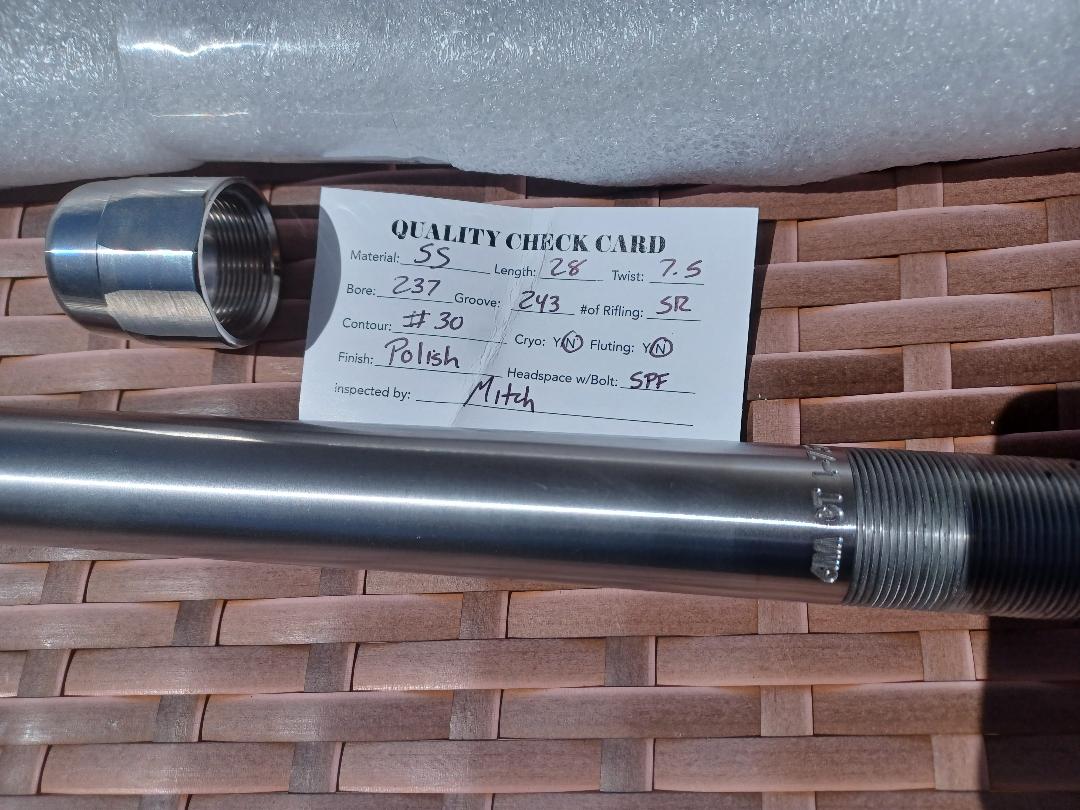 QUALITY CHECK CARD
Material: SS Length: 28 Twist: 7.5
Bore: 237 Groove: 243 #of Rifling: 5R
Contour: #30 Cryo: Y N Fluting: Y N
Finish: Polish Headspace w/Bolt: SPF
inspected by: Mitch